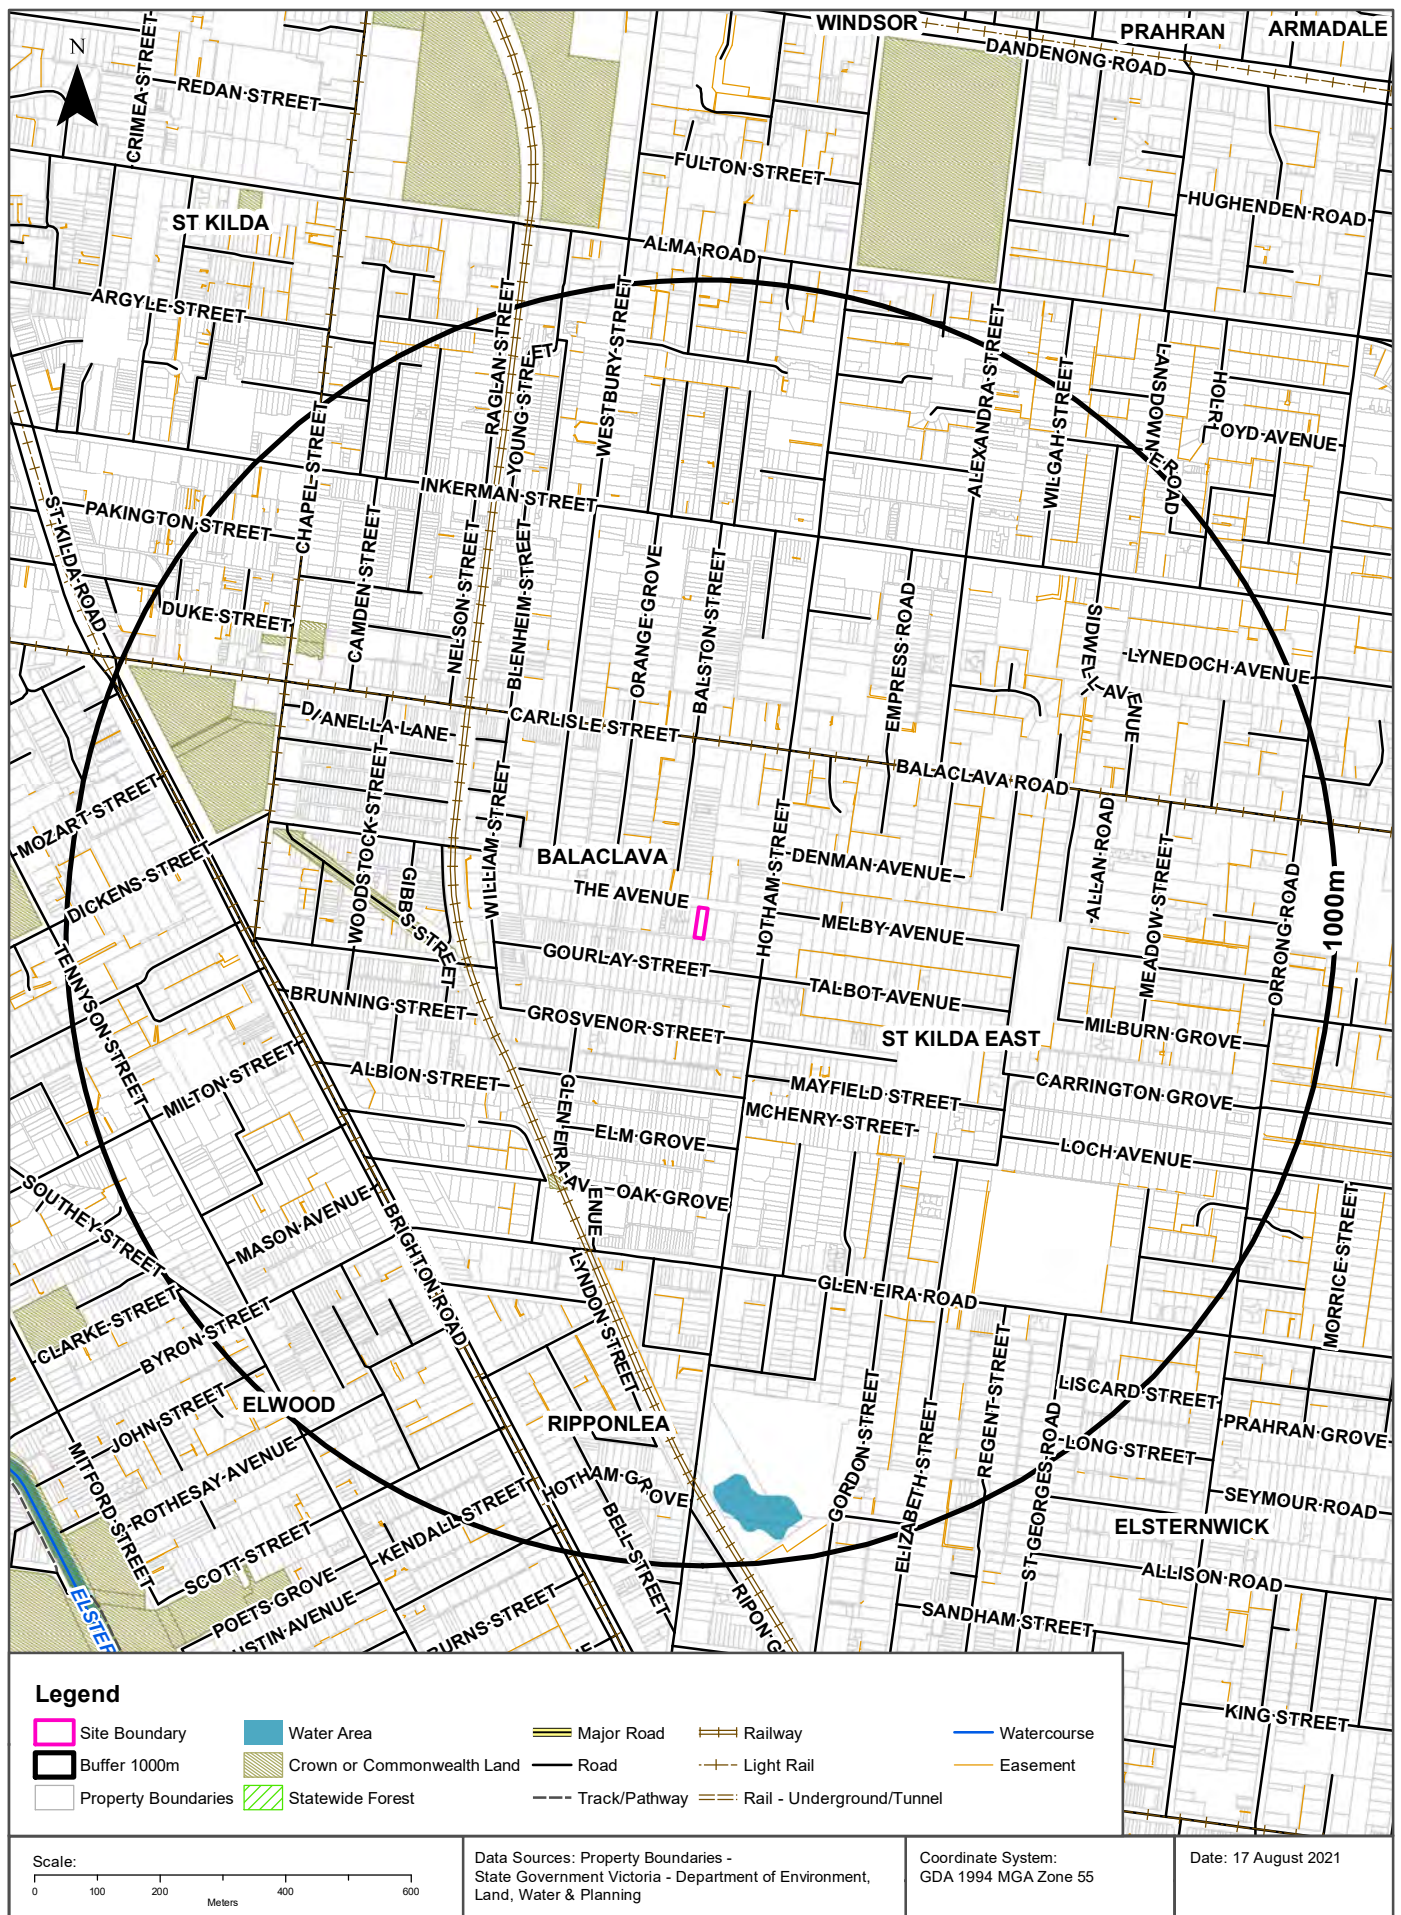 WINDSOR
PRAHRAN
ARMADALE
DANDENONG ROAD
N
CRIMEA STREET
REDAN STREET
FULTON STREET
HUGHENDEN ROAD
ST KILDA
ALMA ROAD
ARGYLE STREET
RAGLAN STREET
YOUNG STREET
WESTBURY STREET
ALEXANDRA STREET
WILGAH STREET
LANSDOWNE ROAD
HOLROYD AVENUE
CHAPEL STREET
INKERMAN STREET
ST KILDA ROAD
PAKINGTON STREET
CAMDEN STREET
NELSON STREET
BLENHEIM STREET
ORANGE GROVE
BALSTON STREET
EMPRESS ROAD
SIDWELL AVENUE
LYNEDOCH AVENUE
DUKE STREET
DIANELLA LANE
CARLISLE STREET
BALACLAVA ROAD
MOZART STREET
WOODSTOCK STREET
WILLIAM STREET
HOTHAM STREET
ALLAN ROAD
MEADOW STREET
ORRONG ROAD
1000m
DICKENS STREET
GIBBS STREET
BALACLAVA
THE AVENUE
DENMAN AVENUE
MELBY AVENUE
GOURLAY STREET
TALBOT AVENUE
TENNYSON STREET
BRUNNING STREET
GROSVENOR STREET
ST KILDA EAST
MILBURN GROVE
MILTON STREET
ALBION STREET
GLEN EIRA AVENUE
MAYFIELD STREET
CARRINGTON GROVE
MCHENRY STREET
ELM GROVE
LOCH AVENUE
SOUTHEY STREET
MASON AVENUE
BRIGHTON ROAD
OAK GROVE
MORRICE STREET
LYNDON STREET
GLEN EIRA ROAD
CLARKE STREET
BYRON STREET
JOHN STREET
ELWOOD
RIPPONLEA
GORDON STREET
ELIZABETH STREET
REGENT STREET
ST GEORGES ROAD
LISCARD STREET
PRAHRAN GROVE
LONG STREET
MITFORD STREET
ROTHESAY AVENUE
HOTHAM GROVE
SEYMOUR ROAD
ELSTERNWICK
KENDALL STREET
BELL STREET
SCOTT STREET
ALLISON ROAD
POETS GROVE
SANDHAM STREET
ELSTER
USTIN AVENUE
BURNS STREET
RIPON G
KING STREET
Legend
Site Boundary
Water Area
Major Road
Railway
Watercourse
Buffer 1000m
Crown or Commonwealth Land
Road
Light Rail
Easement
Property Boundaries
Statewide Forest
Track/Pathway
Rail - Underground/Tunnel
Scale:
0 100 200 400 600
Meters
Data Sources: Property Boundaries -
State Government Victoria - Department of Environment,
Land, Water & Planning
Coordinate System:
GDA 1994 MGA Zone 55
Date: 17 August 2021